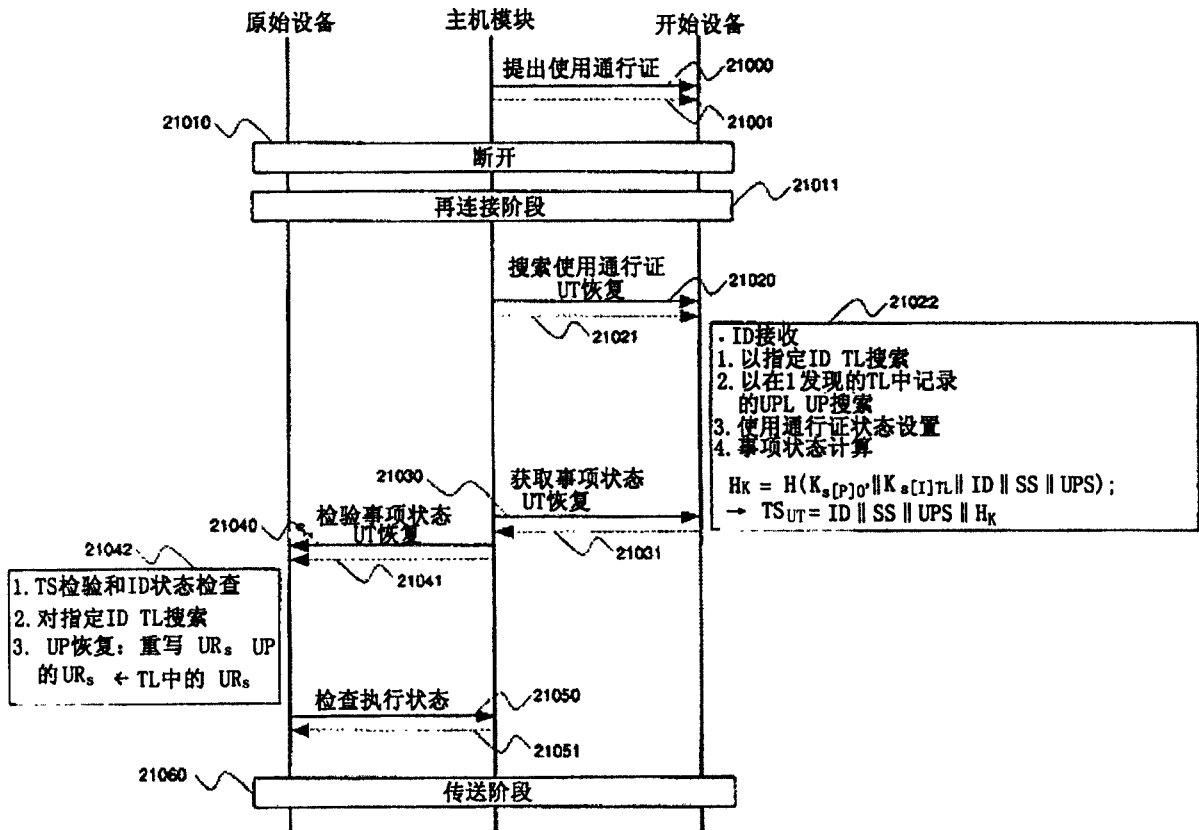 原始设备
主机模块
开始设备
提出使用通行证
21000
21001
21010
断开
21011
再连接阶段
搜索使用通行证
UT恢复
21020
21021
21022
·ID接收
1.以指定ID TL搜索
2.以在1发现的TL中记录
的UPL UP搜索
3.使用通行证状态设置
4.事项状态计算
H_K = H(K_s[P]0'‖K_s[I]TL‖ID‖SS‖UPS);
→ TS_UT=ID‖SS‖UPS‖H_K
21030
获取事项状态
UT恢复
21031
21040
检验事项状态
UT恢复
21041
21042
1.TS检验和ID状态检查
2.对指定ID TL搜索
3. UP恢复：重写 UR_s UP
的UR_s ←TL中的 UR_s
检查执行状态
21050
21051
21060
传送阶段